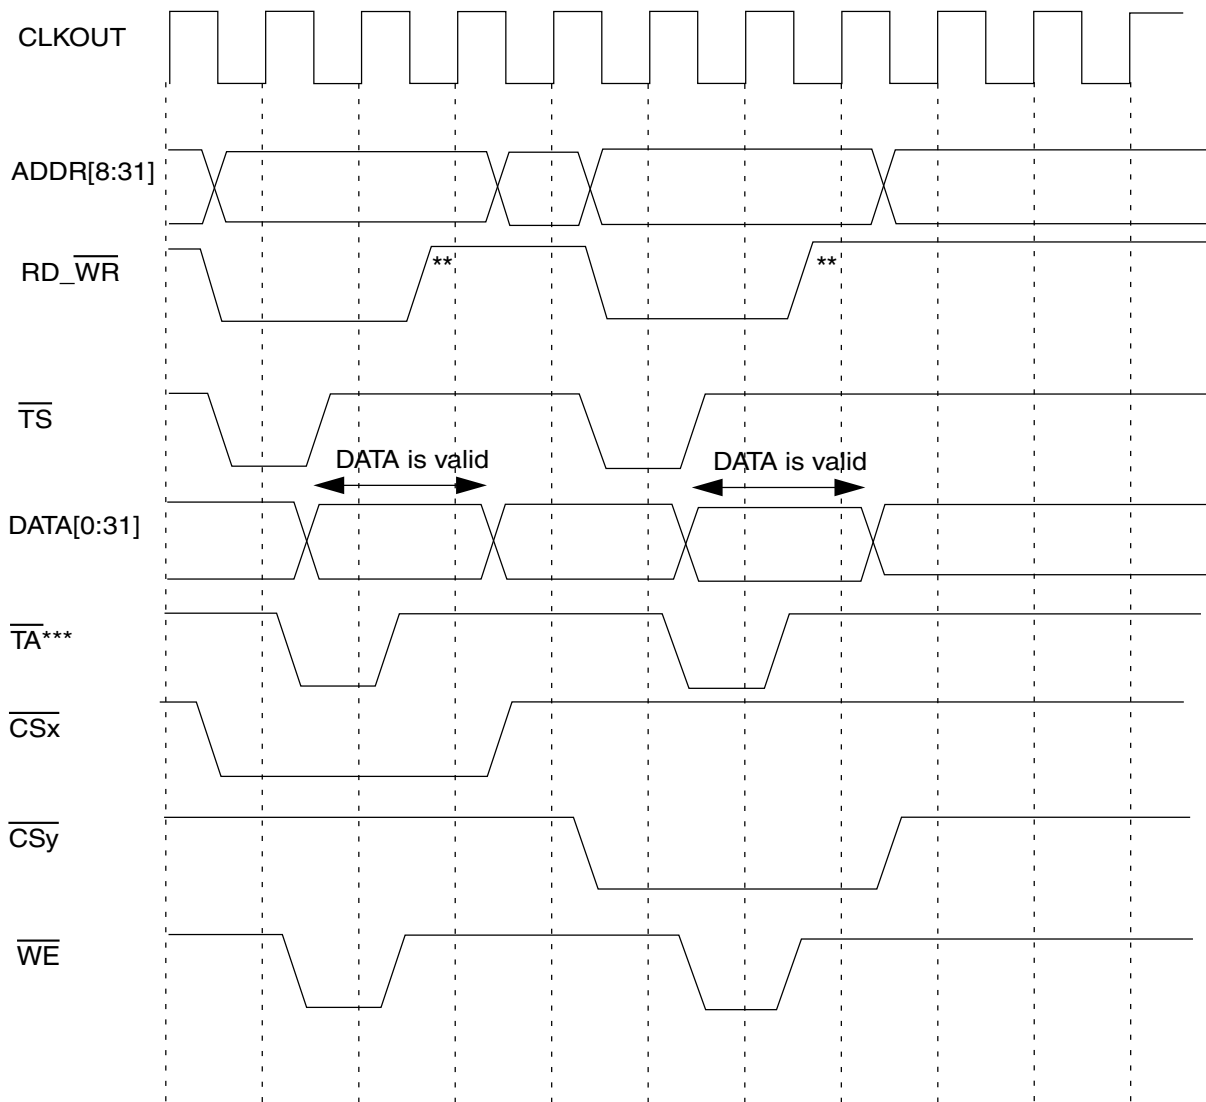 CLKOUT
ADDR[8:31]
RD_WR
**
**
TS
DATA is valid
DATA is valid
DATA[0:31]
TA***
CSx
CSy
WE